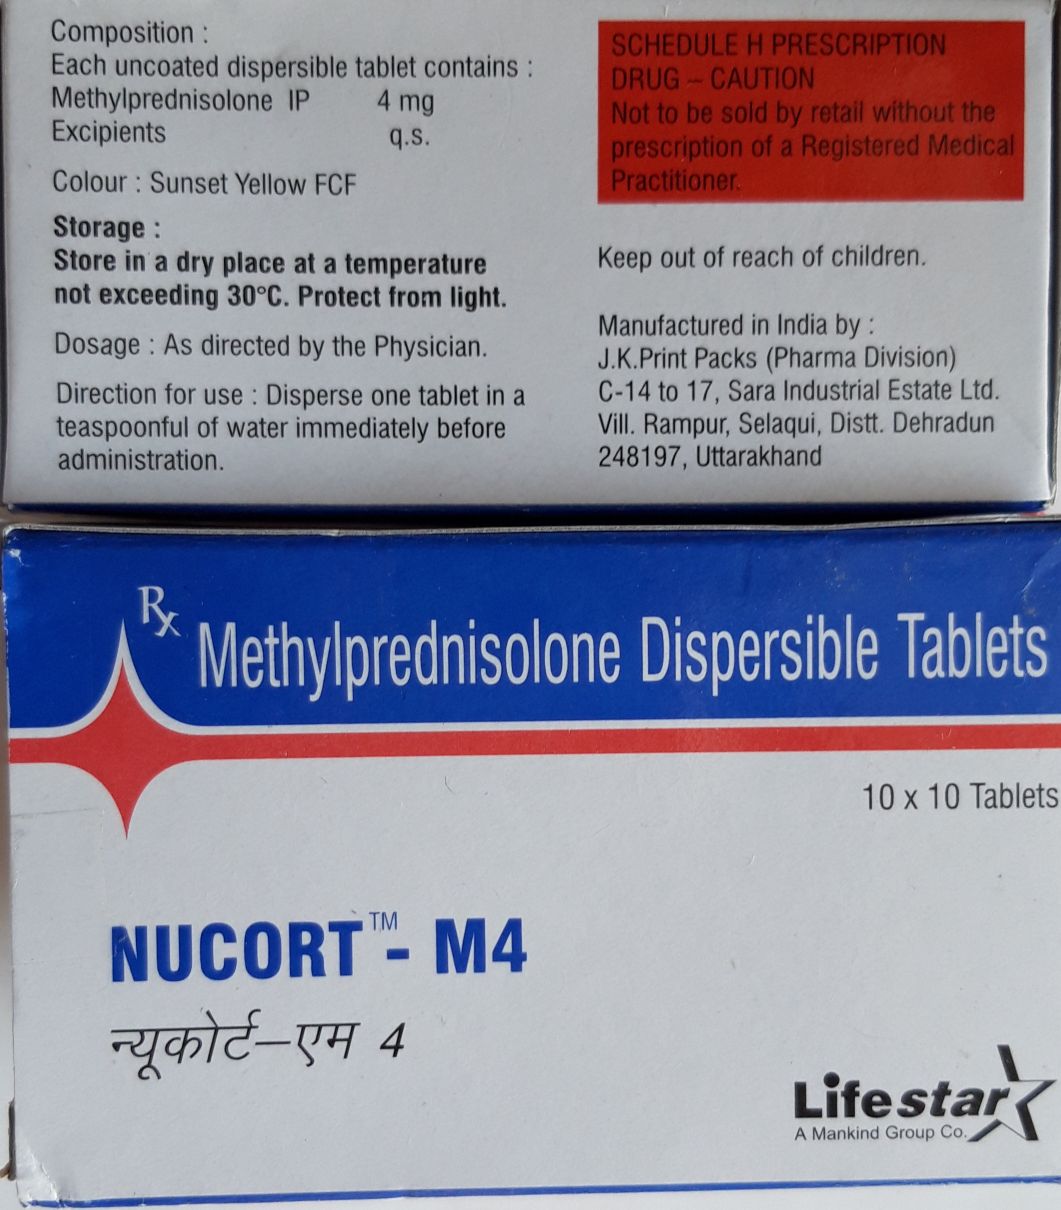 Composition :
Each uncoated dispersible tablet contains :
Methylprednisolone IP 4 mg
Excipients q.s.
Colour : Sunset Yellow FCF
Storage :
Store in a dry place at a temperature
not exceeding 30°C. Protect from light.
Dosage : As directed by the Physician.
Direction for use : Disperse one tablet in a
teaspoonful of water immediately before
administration.
SCHEDULE H PRESCRIPTION
DRUG – CAUTION
Not to be sold by retail without the
prescription of a Registered Medical
Practitioner.
Keep out of reach of children.
Manufactured in India by :
J.K.Print Packs (Pharma Division)
C-14 to 17, Sara Industrial Estate Ltd.
Vill. Rampur, Selaqui, Distt. Dehradun
248197, Uttarakhand
Rx
Methylprednisolone Dispersible Tablets
10 x 10 Tablets
NUCORT™ - M4
न्यूकोर्ट–एम 4
Lifestar
A Mankind Group Co.